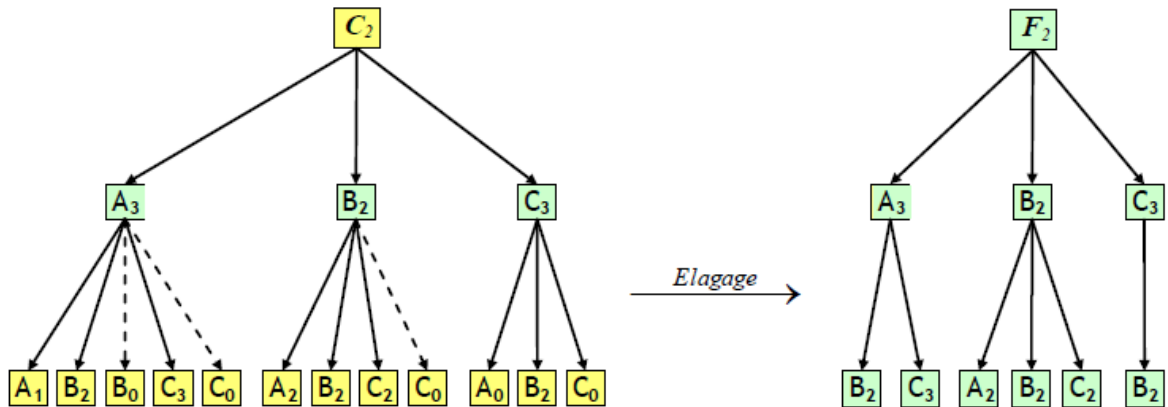 C₂ F₂
A₃ B₂ C₃ A₃ B₂ C₃
Elagage
A₁ B₂ B₀ C₃ C₀ A₂ B₂ C₂ C₀ A₀ B₂ C₀ B₂ C₃ A₂ B₂ C₂ B₂